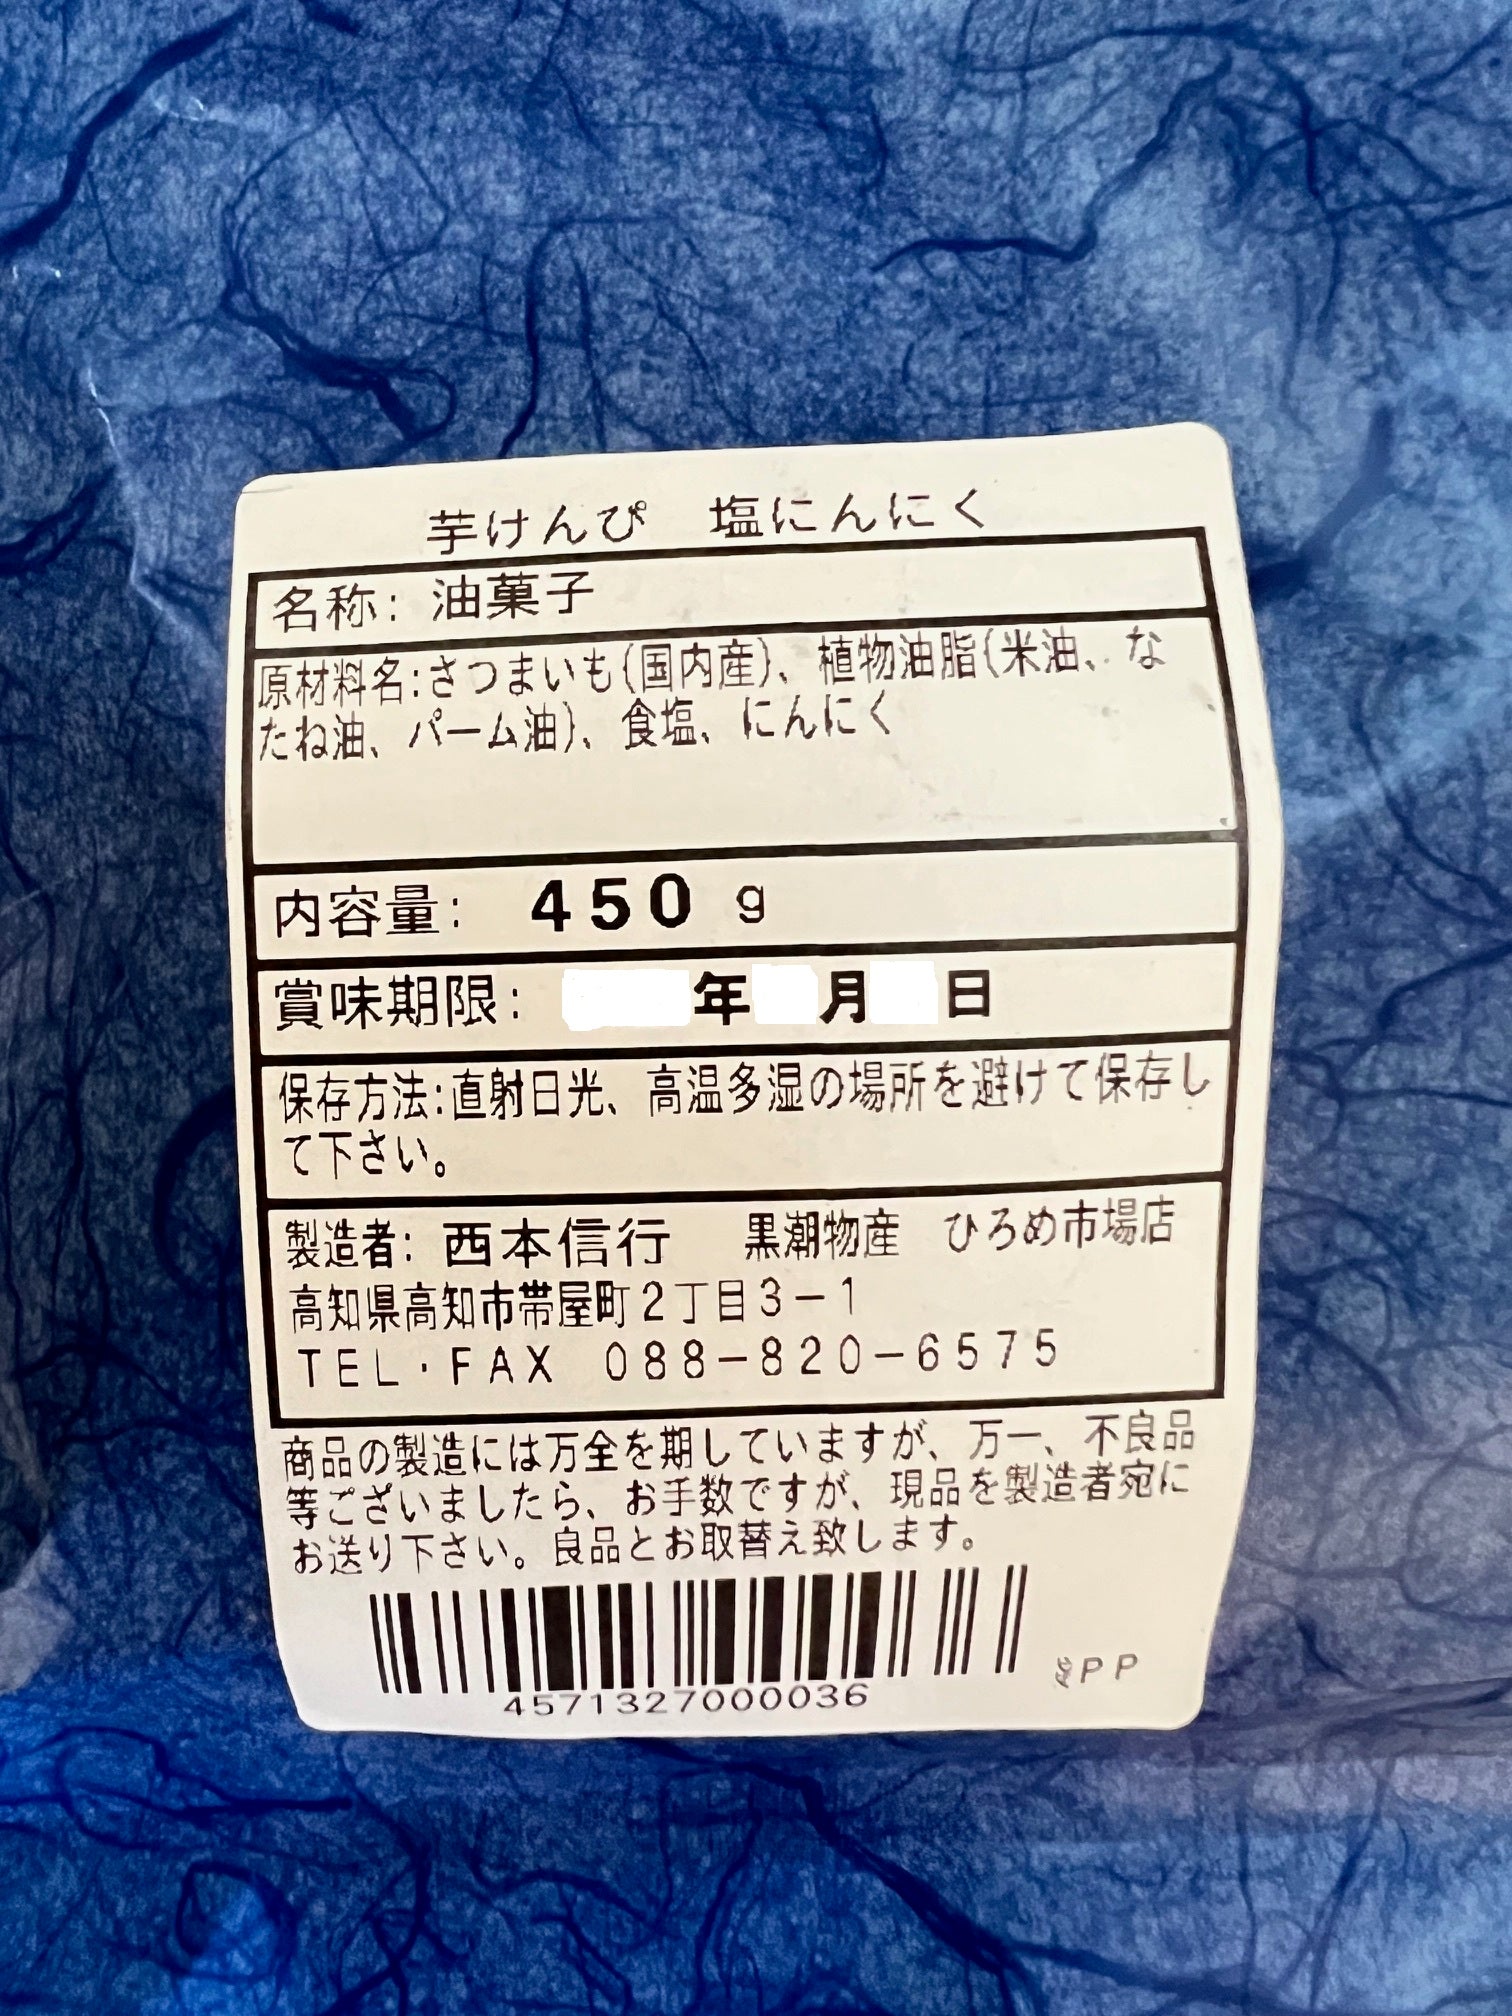 芋けんぴ 塩にんにく
名称: 油菓子
原材料名:さつまいも(国内産)、植物油脂(米油、な
たね油、パーム油)、食塩、にんにく
内容量: 450 g
賞味期限: 年 月 日
保存方法:直射日光、高温多湿の場所を避けて保存し
て下さい。
製造者: 西本信行 黒潮物産 ひろめ市場店
高知県高知市帯屋町2丁目3−1
TEL・FAX 088−820−6575
商品の製造には万全を期していますが、万一、不良品
等ございましたら、お手数ですが、現品を製造者宛に
お送り下さい。良品とお取替え致します。
4571327000036
PP